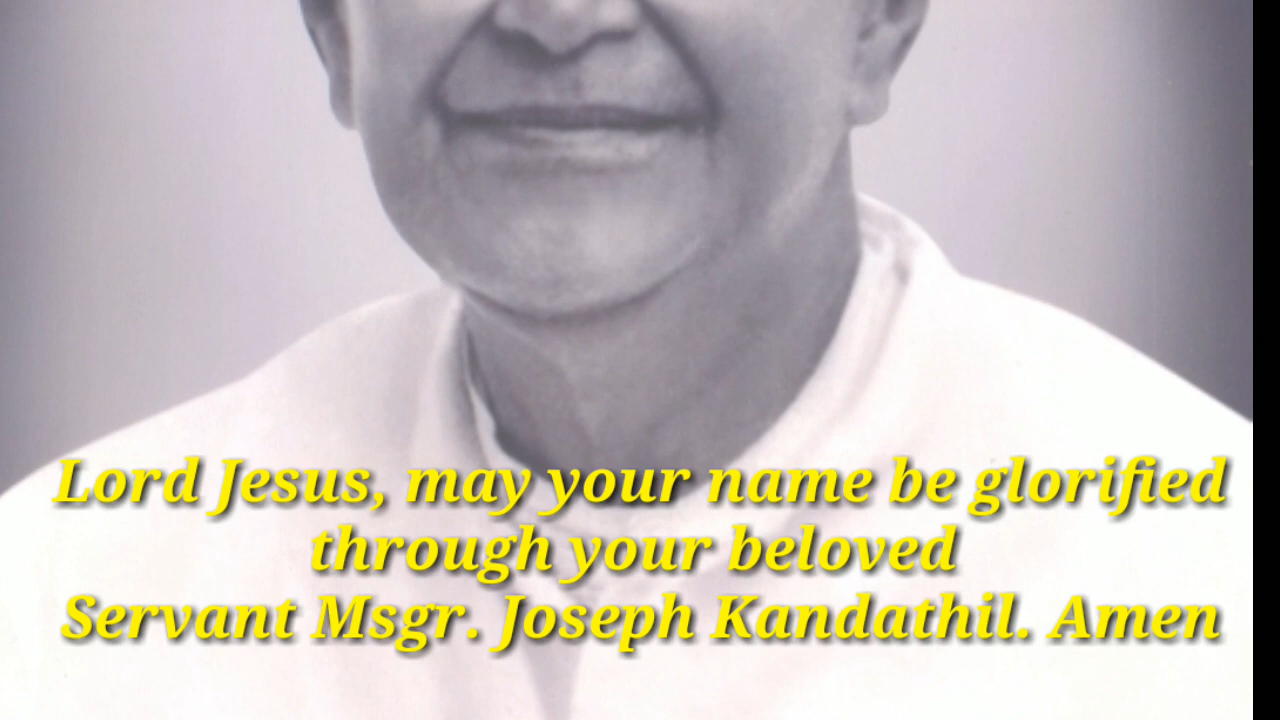 Lord Jesus, may your name be glorified
through your beloved
Servant Msgr. Joseph Kandathil. Amen